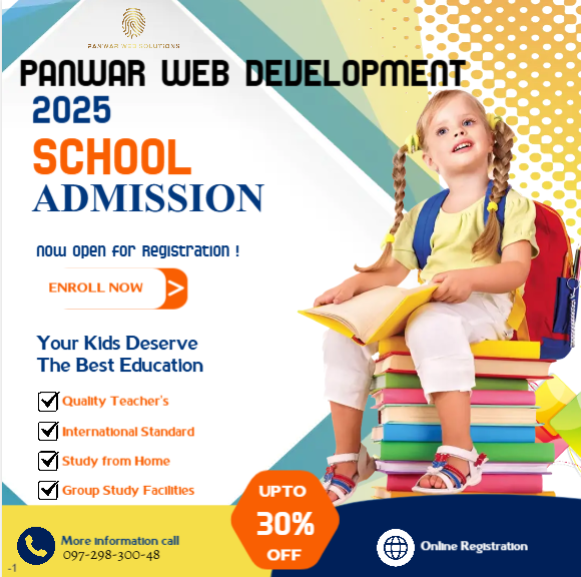 PANWAR WEB SOLUTIONS
PANWAR WEB DEVELOPMENT
2025
SCHOOL
ADMISSION
Now open for Registration !
ENROLL NOW >
Your Kids Deserve
The Best Education
Quality Teacher's
International Standard
Study from Home
Group Study Facilities
UPTO
30%
OFF
More information call
097-298-300-48
Online Registration
-1